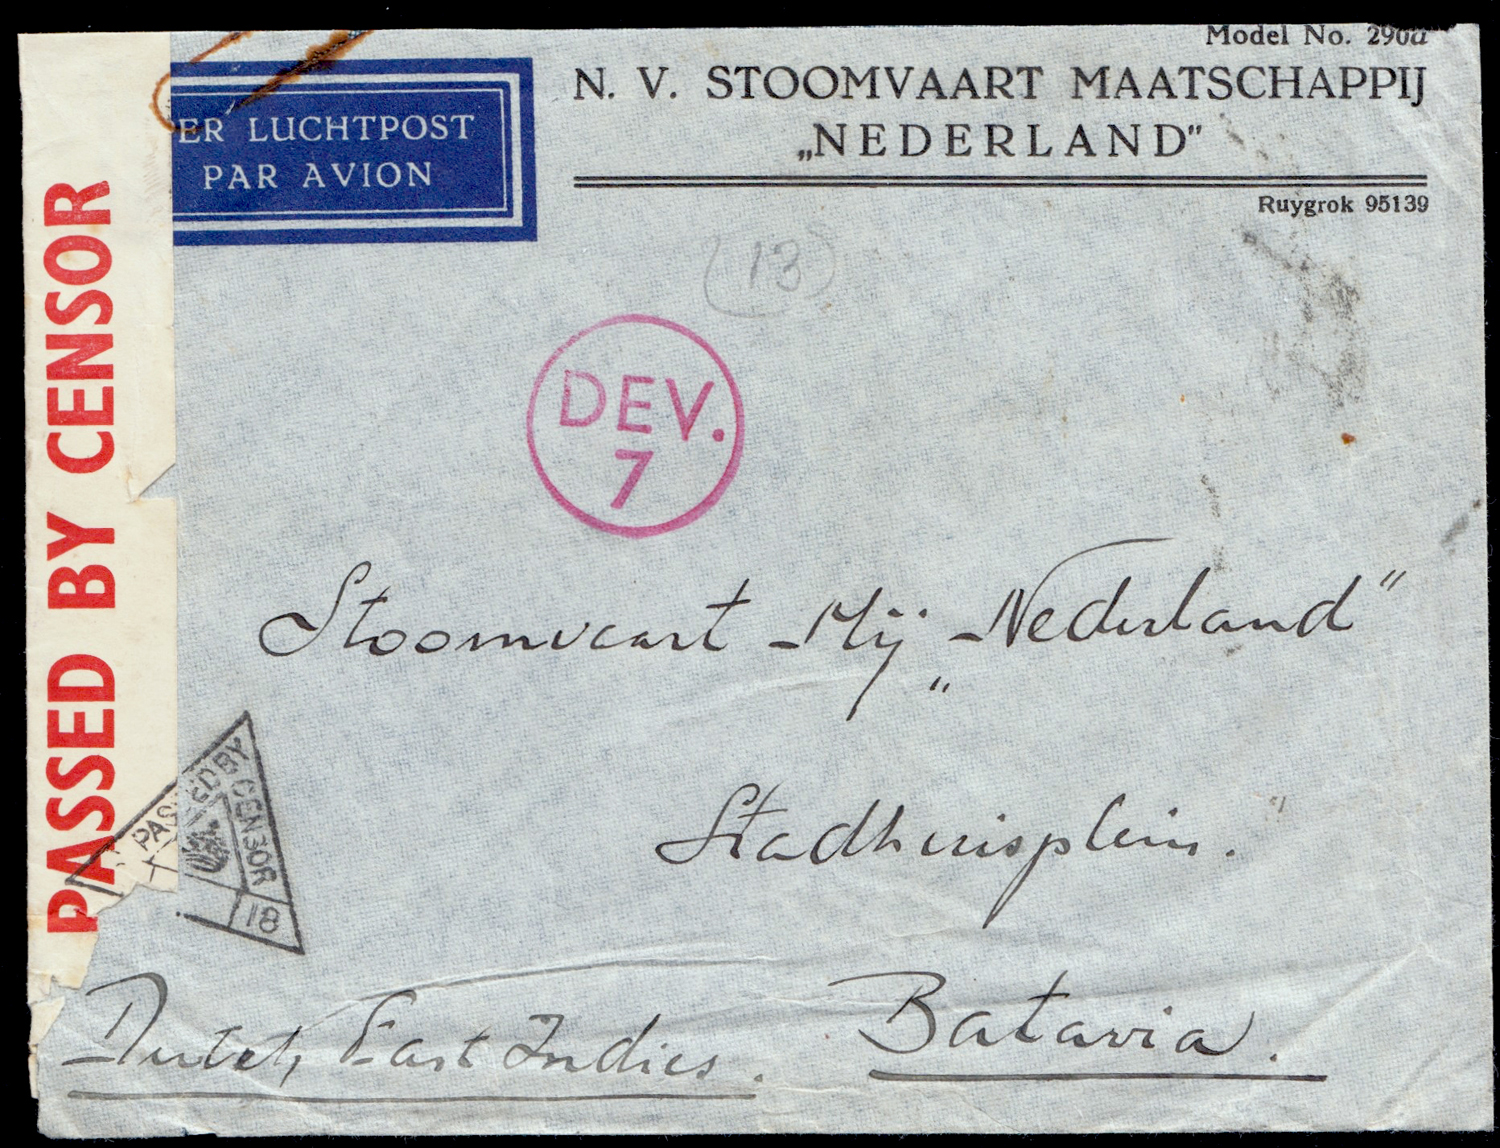 Model No. 290a
N. V. STOOMVAART MAATSCHAPPIJ
„NEDERLAND”
Ruygrok 95139
ER LUCHTPOST
PAR AVION
PASSED BY CENSOR
(13)
DEV.
7
Stoomvaart Mij „Nederland”
Stadhuisplein.
PASSED BY CENSOR
18
Batavia.
Dutch East Indies.